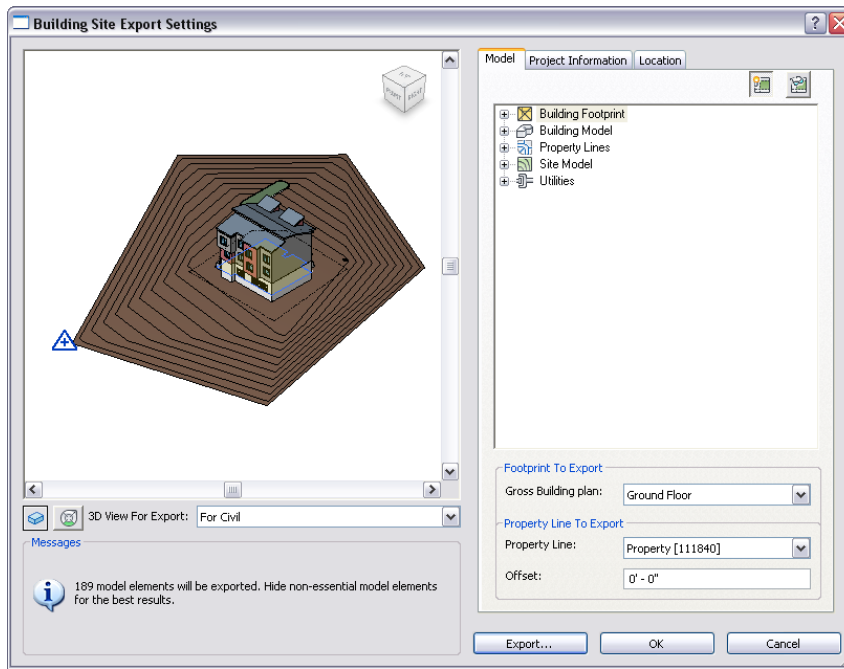 Building Site Export Settings
Model
Project Information
Location
Building Footprint
Building Model
Property Lines
Site Model
Utilities
FRONT
RIGHT
3D View For Export:
For Civil
Messages
189 model elements will be exported. Hide non-essential model elements
for the best results.
Footprint To Export
Gross Building plan:
Ground Floor
Property Line To Export
Property Line:
Property [111840]
Offset:
0' - 0"
Export...
OK
Cancel